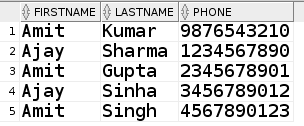 FIRSTNAME LASTNAME PHONE
1 Amit Kumar 9876543210
2 Ajay Sharma 1234567890
3 Amit Gupta 2345678901
4 Ajay Sinha 3456789012
5 Amit Singh 4567890123